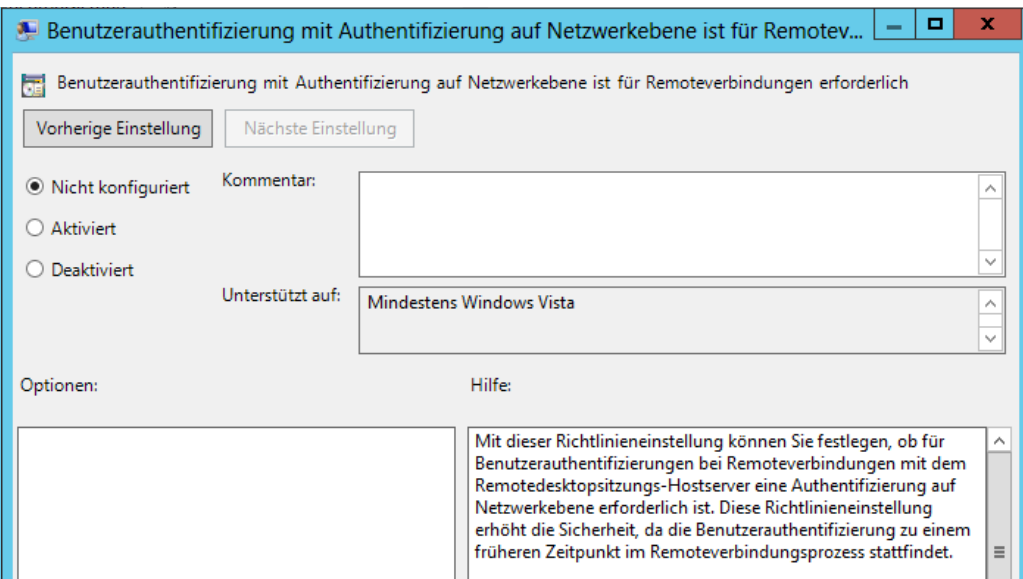 Benutzerauthentifizierung mit Authentifizierung auf Netzwerkebene ist für Remotev...
Benutzerauthentifizierung mit Authentifizierung auf Netzwerkebene ist für Remoteverbindungen erforderlich
Vorherige Einstellung
Nächste Einstellung
Nicht konfiguriert
Aktiviert
Deaktiviert
Kommentar:
Unterstützt auf:
Mindestens Windows Vista
Optionen:
Hilfe:
Mit dieser Richtlinieneinstellung können Sie festlegen, ob für
Benutzerauthentifizierungen bei Remoteverbindungen mit dem
Remotedesktopsitzungs-Hostserver eine Authentifizierung auf
Netzwerkebene erforderlich ist. Diese Richtlinieneinstellung
erhöht die Sicherheit, da die Benutzerauthentifizierung zu einem
früheren Zeitpunkt im Remoteverbindungsprozess stattfindet.